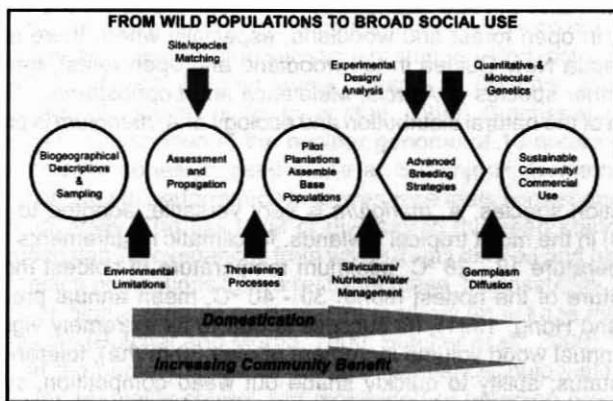 FROM WILD POPULATIONS TO BROAD SOCIAL USE
Site/species
Matching
Experimental
Design/
Analysis
Quantitative &
Molecular
Genetics
Biogeographical
Descriptions
&
Sampling
Assessment
and
Propagation
Pilot
Plantations
Assemble
Base
Populations
Advanced
Breeding
Strategies
Sustainable
Community/
Commercial
Use
Environmental
Limitations
Threatening
Processes
Silviculture/
Nutrients/Water
Management
Germplasm
Diffusion
Domestication
Increasing Community Benefit